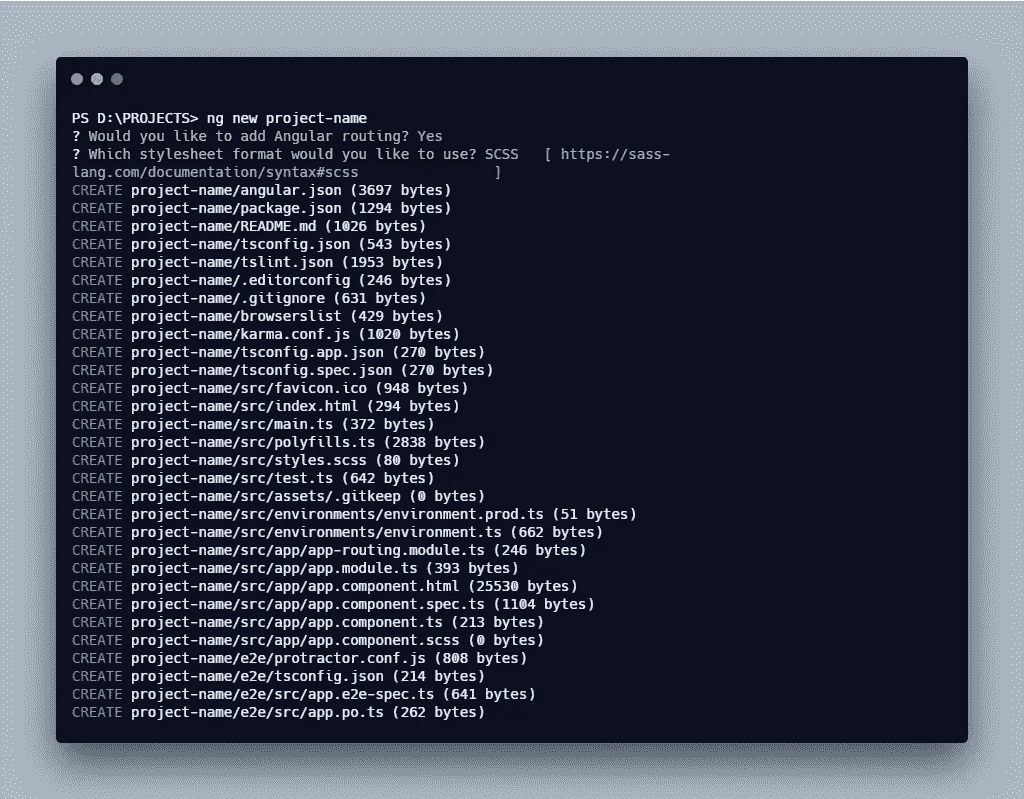 PS D:\PROJECTS> ng new project-name
? Would you like to add Angular routing? Yes
? Which stylesheet format would you like to use? SCSS   [ https://sass-
lang.com/documentation/syntax#scss                ]
CREATE project-name/angular.json (3697 bytes)
CREATE project-name/package.json (1294 bytes)
CREATE project-name/README.md (1026 bytes)
CREATE project-name/tsconfig.json (543 bytes)
CREATE project-name/tslint.json (1953 bytes)
CREATE project-name/.editorconfig (246 bytes)
CREATE project-name/.gitignore (631 bytes)
CREATE project-name/browserslist (429 bytes)
CREATE project-name/karma.conf.js (1020 bytes)
CREATE project-name/tsconfig.app.json (270 bytes)
CREATE project-name/tsconfig.spec.json (270 bytes)
CREATE project-name/src/favicon.ico (948 bytes)
CREATE project-name/src/index.html (294 bytes)
CREATE project-name/src/main.ts (372 bytes)
CREATE project-name/src/polyfills.ts (2838 bytes)
CREATE project-name/src/styles.scss (80 bytes)
CREATE project-name/src/test.ts (642 bytes)
CREATE project-name/src/assets/.gitkeep (0 bytes)
CREATE project-name/src/environments/environment.prod.ts (51 bytes)
CREATE project-name/src/environments/environment.ts (662 bytes)
CREATE project-name/src/app/app-routing.module.ts (246 bytes)
CREATE project-name/src/app/app.module.ts (393 bytes)
CREATE project-name/src/app/app.component.html (25530 bytes)
CREATE project-name/src/app/app.component.spec.ts (1104 bytes)
CREATE project-name/src/app/app.component.ts (213 bytes)
CREATE project-name/src/app/app.component.scss (0 bytes)
CREATE project-name/e2e/protractor.conf.js (808 bytes)
CREATE project-name/e2e/tsconfig.json (214 bytes)
CREATE project-name/e2e/src/app.e2e-spec.ts (641 bytes)
CREATE project-name/e2e/src/app.po.ts (262 bytes)